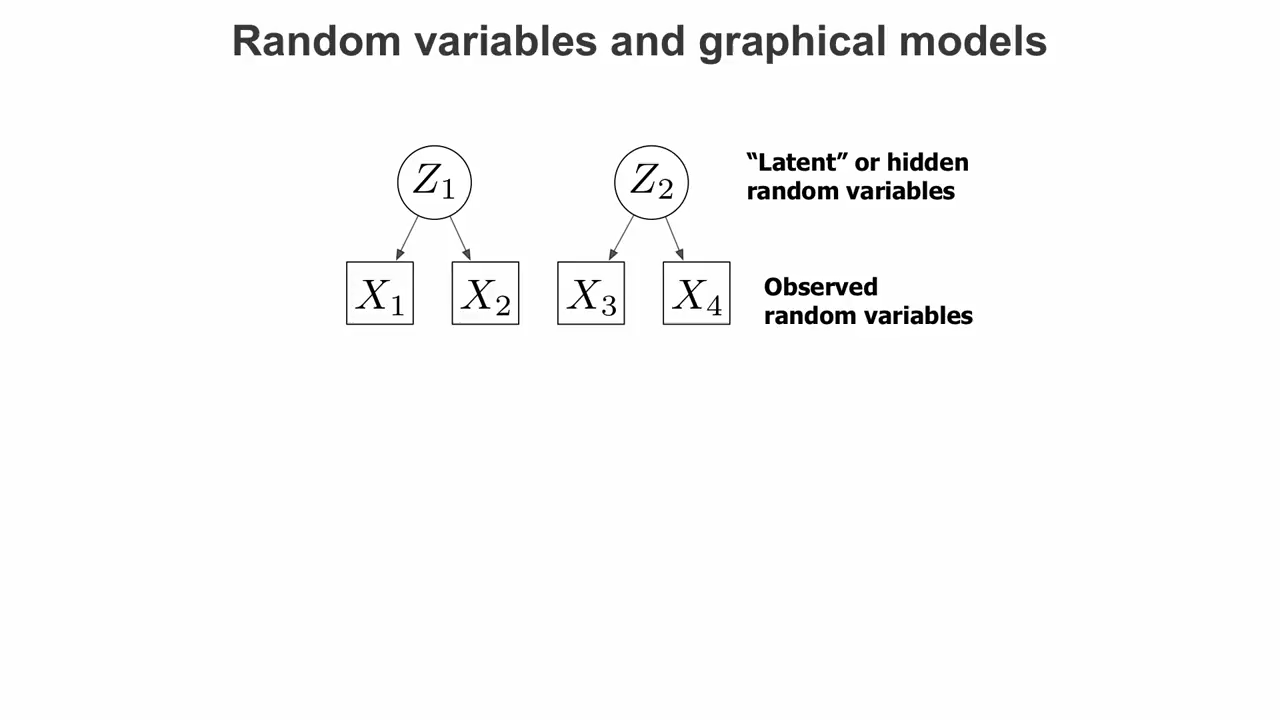 Random variables and graphical models
Z1 Z2
“Latent” or hidden
random variables
X1 X2 X3 X4
Observed
random variables